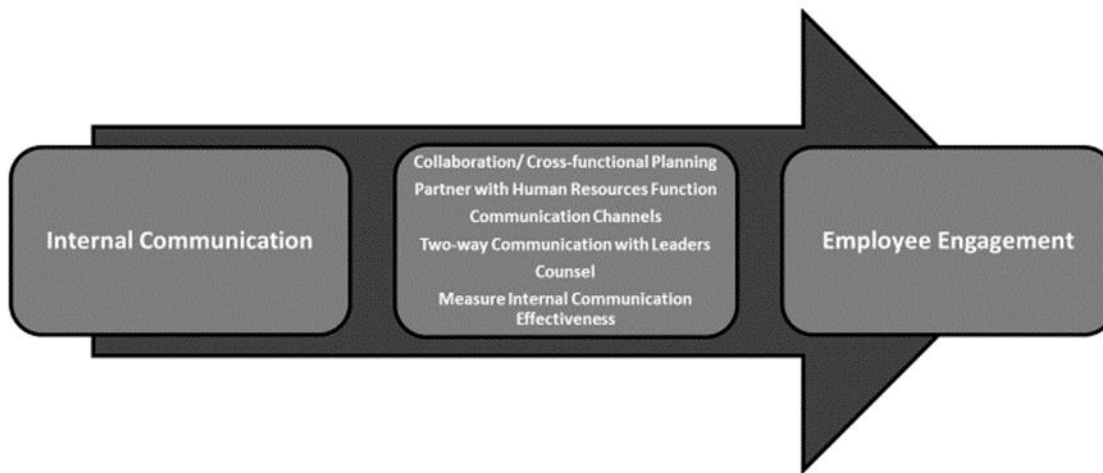 Internal Communication
Collaboration/ Cross-functional Planning
Partner with Human Resources Function
Communication Channels
Two-way Communication with Leaders
Counsel
Measure Internal Communication
Effectiveness
Employee Engagement